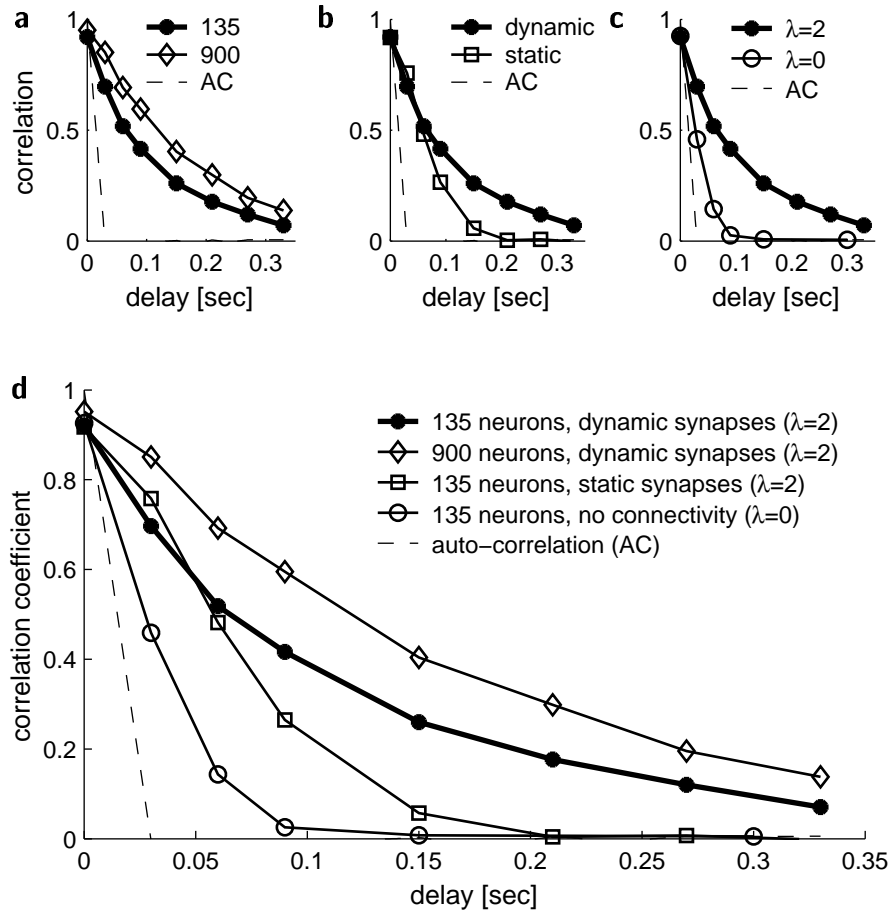 a
1
0.5
0
correlation
0 0.1 0.2 0.3
delay [sec]
135
900
AC
b
1
0.5
0
0 0.1 0.2 0.3
delay [sec]
dynamic
static
AC
c
1
0.5
0
0 0.1 0.2 0.3
delay [sec]
λ=2
λ=0
AC
d
1
0.8
0.6
0.4
0.2
0
correlation coefficient
135 neurons, dynamic synapses (λ=2)
900 neurons, dynamic synapses (λ=2)
135 neurons, static synapses (λ=2)
135 neurons, no connectivity (λ=0)
auto−correlation (AC)
0 0.05 0.1 0.15 0.2 0.25 0.3 0.35
delay [sec]